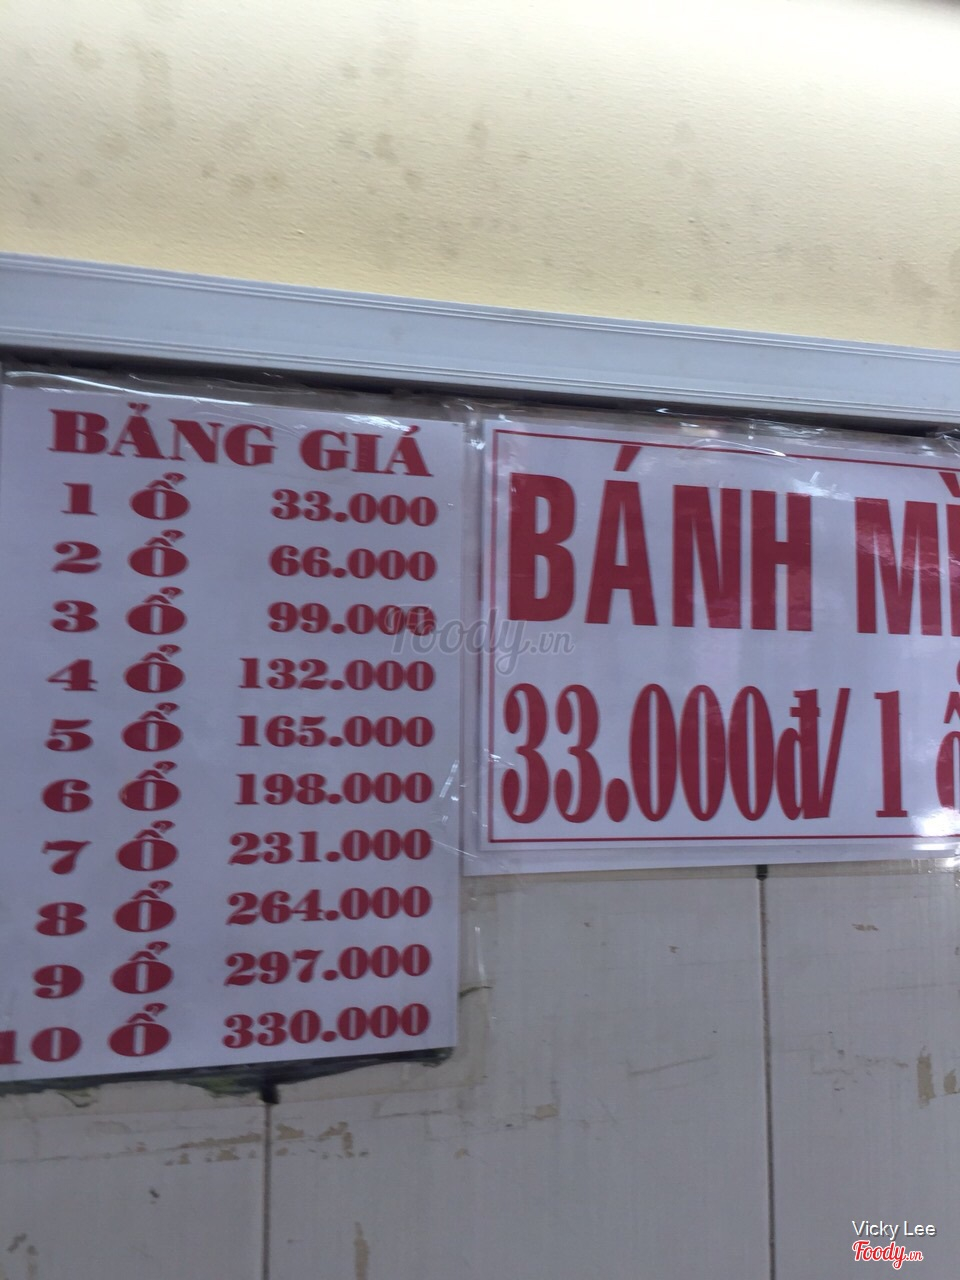 BẢNG GIÁ
1 Ổ 33.000
2 Ổ 66.000
3 Ổ 99.000
4 Ổ 132.000
5 Ổ 165.000
6 Ổ 198.000
7 Ổ 231.000
8 Ổ 264.000
9 Ổ 297.000
10 Ổ 330.000
BÁNH MÌ
33.000đ/ 1 ổ
Foody.vn
Vicky Lee
Foody.vn